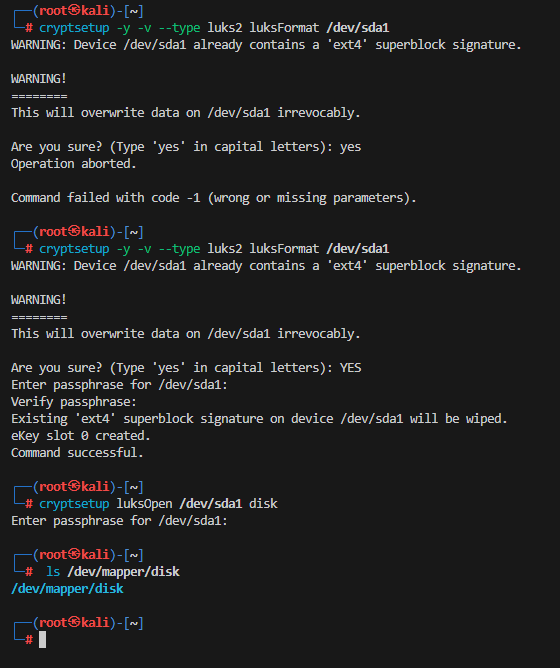 ┌──(root㉿kali)-[~]
└─# cryptsetup -y -v --type luks2 luksFormat /dev/sda1
WARNING: Device /dev/sda1 already contains a 'ext4' superblock signature.
WARNING!
========
This will overwrite data on /dev/sda1 irrevocably.
Are you sure? (Type 'yes' in capital letters): yes
Operation aborted.
Command failed with code -1 (wrong or missing parameters).
┌──(root㉿kali)-[~]
└─# cryptsetup -y -v --type luks2 luksFormat /dev/sda1
WARNING: Device /dev/sda1 already contains a 'ext4' superblock signature.
WARNING!
========
This will overwrite data on /dev/sda1 irrevocably.
Are you sure? (Type 'yes' in capital letters): YES
Enter passphrase for /dev/sda1:
Verify passphrase:
Existing 'ext4' superblock signature on device /dev/sda1 will be wiped.
eKey slot 0 created.
Command successful.
┌──(root㉿kali)-[~]
└─# cryptsetup luksOpen /dev/sda1 disk
Enter passphrase for /dev/sda1:
┌──(root㉿kali)-[~]
└─#  ls /dev/mapper/disk
/dev/mapper/disk
┌──(root㉿kali)-[~]
└─#